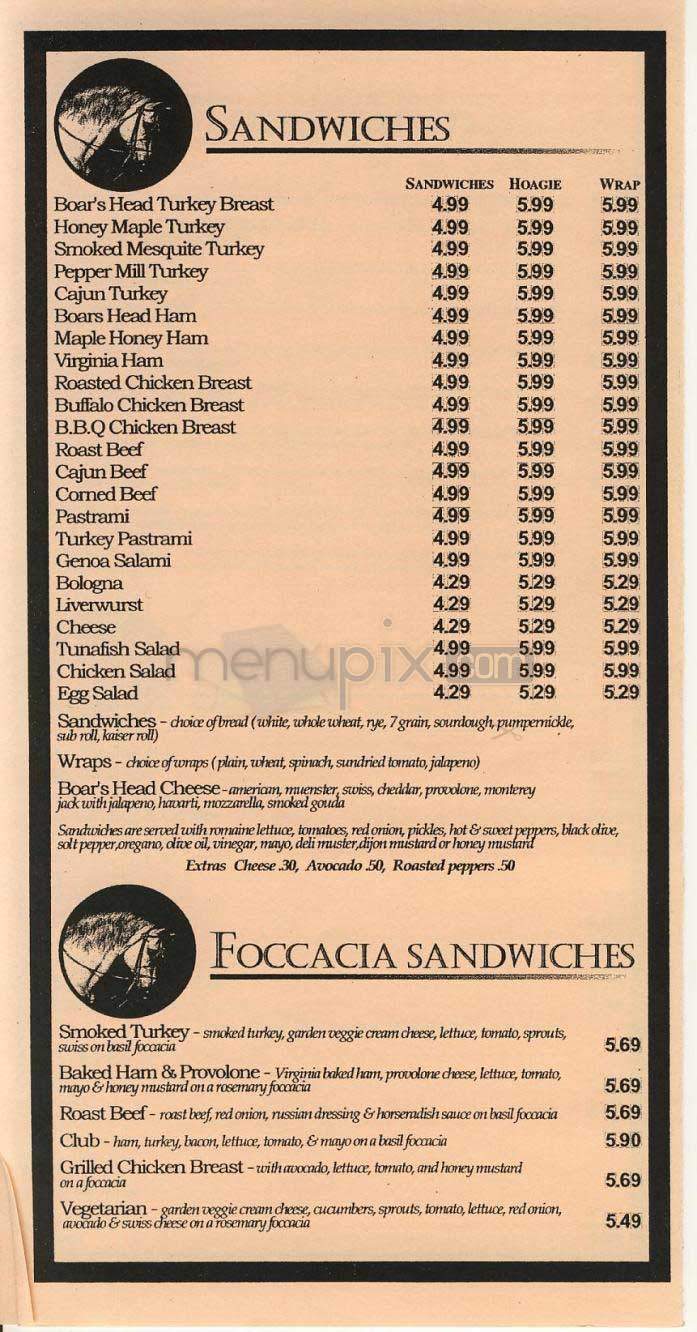 SANDWICHES
SANDWICHES HOAGIE WRAP
Boar's Head Turkey Breast 4.99 5.99 5.99
Honey Maple Turkey 4.99 5.99 5.99
Smoked Mesquite Turkey 4.99 5.99 5.99
Pepper Mill Turkey 4.99 5.99 5.99
Cajun Turkey 4.99 5.99 5.99
Boars Head Ham 4.99 5.99 5.99
Maple Honey Ham 4.99 5.99 5.99
Virginia Ham 4.99 5.99 5.99
Roasted Chicken Breast 4.99 5.99 5.99
Buffalo Chicken Breast 4.99 5.99 5.99
B.B.Q Chicken Breast 4.99 5.99 5.99
Roast Beef 4.99 5.99 5.99
Cajun Beef 4.99 5.99 5.99
Corned Beef 4.99 5.99 5.99
Pastrami 4.99 5.99 5.99
Turkey Pastrami 4.99 5.99 5.99
Genoa Salami 4.99 5.99 5.99
Bologna 4.29 5.29 5.29
Liverwurst 4.29 5.29 5.29
Cheese 4.29 5.29 5.29
Tunafish Salad 4.99 5.99 5.99
Chicken Salad 4.99 5.99 5.99
menupix.com
Egg Salad 4.29 5.29 5.29
Sandwiches - choice of bread (white, whole wheat, rye, 7 grain, sourdough, pumpernickle,
sub roll, kaiser roll)
Wraps - choice of wraps (plain, wheat, spinach, sundried tomato, jalapeno)
Boar's Head Cheese - american, muenster, swiss, cheddar, provolone, monterey
jack with jalapeno, havarti, mozzarella, smoked gouda
Sandwiches are served with romaine lettuce, tomatoes, red onion, pickles, hot & sweet peppers, black olive,
solt pepper,oregano, olive oil, vinegar, mayo, deli muster,dijon mustard or honey mustard
Extras Cheese .30, Avocado .50, Roasted peppers .50
FOCCACIA SANDWICHES
Smoked Turkey - smoked turkey, garden veggie cream cheese, lettuce, tomato, sprouts,
swiss on basil foccacia 5.69
Baked Ham & Provolone - Virginia baked ham, provolone cheese, lettuce, tomato,
mayo & honey mustard on a rosemary foccacia 5.69
Roast Beef - roast beef, red onion, russian dressing & horseradish sauce on basil foccacia 5.69
Club - ham, turkey, bacon, lettuce, tomato, & mayo on a basil foccacia 5.90
Grilled Chicken Breast - with avocado, lettuce, tomato, and honey mustard
on a foccacia 5.69
Vegetarian - garden veggie cream cheese, cucumbers, sprouts, tomato, lettuce, red onion,
avocado & swiss cheese on a rosemary foccacia 5.49